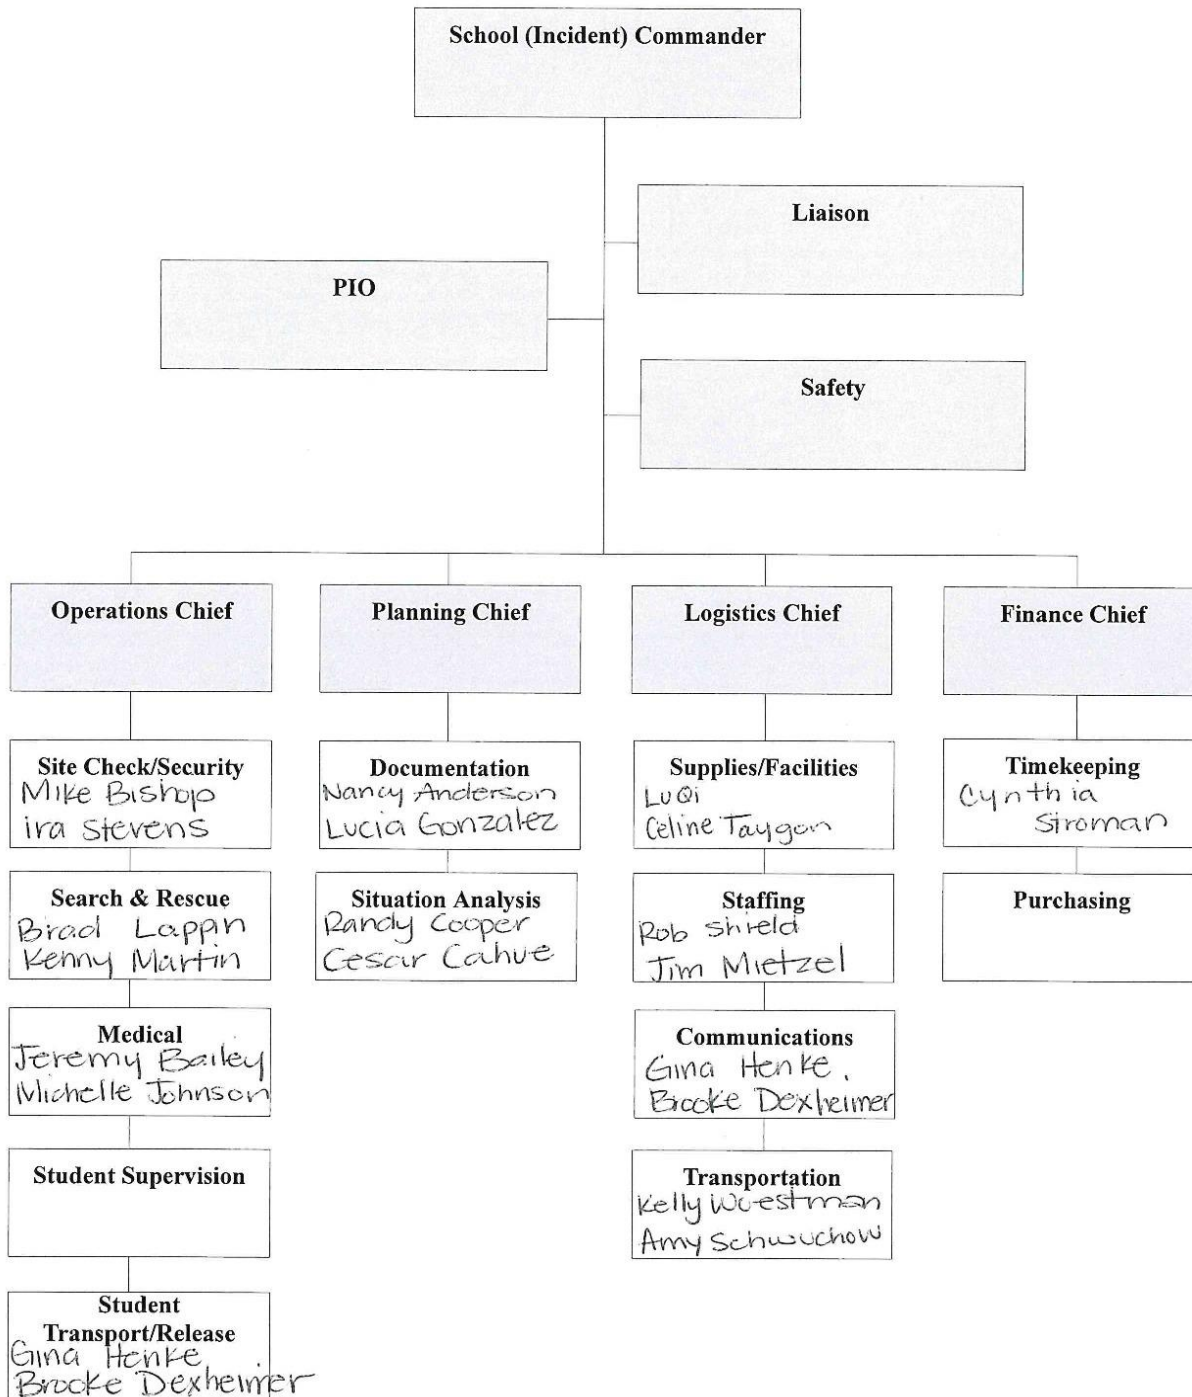 School (Incident) Commander
Liaison
PIO
Safety
Operations Chief
Planning Chief
Logistics Chief
Finance Chief
Site Check/Security
Mike Bishop
ira stevens
Documentation
Nancy Anderson
Lucia Gonzalez
Supplies/Facilities
Lu Qi
Celine Taygon
Timekeeping
Cynthia
Stroman
Search & Rescue
Brad Lappin
Kenny Martin
Situation Analysis
Randy Cooper
Cesar Cahue
Staffing
Rob Shield
Jim Mietzel
Purchasing
Medical
Jeremy Bailey
Michelle Johnson
Communications
Gina Henke
Brooke Dexheimer
Student Supervision
Transportation
Kelly Woestman
Amy Schwuchow
Student
Transport/Release
Gina Henke
Brooke Dexheimer